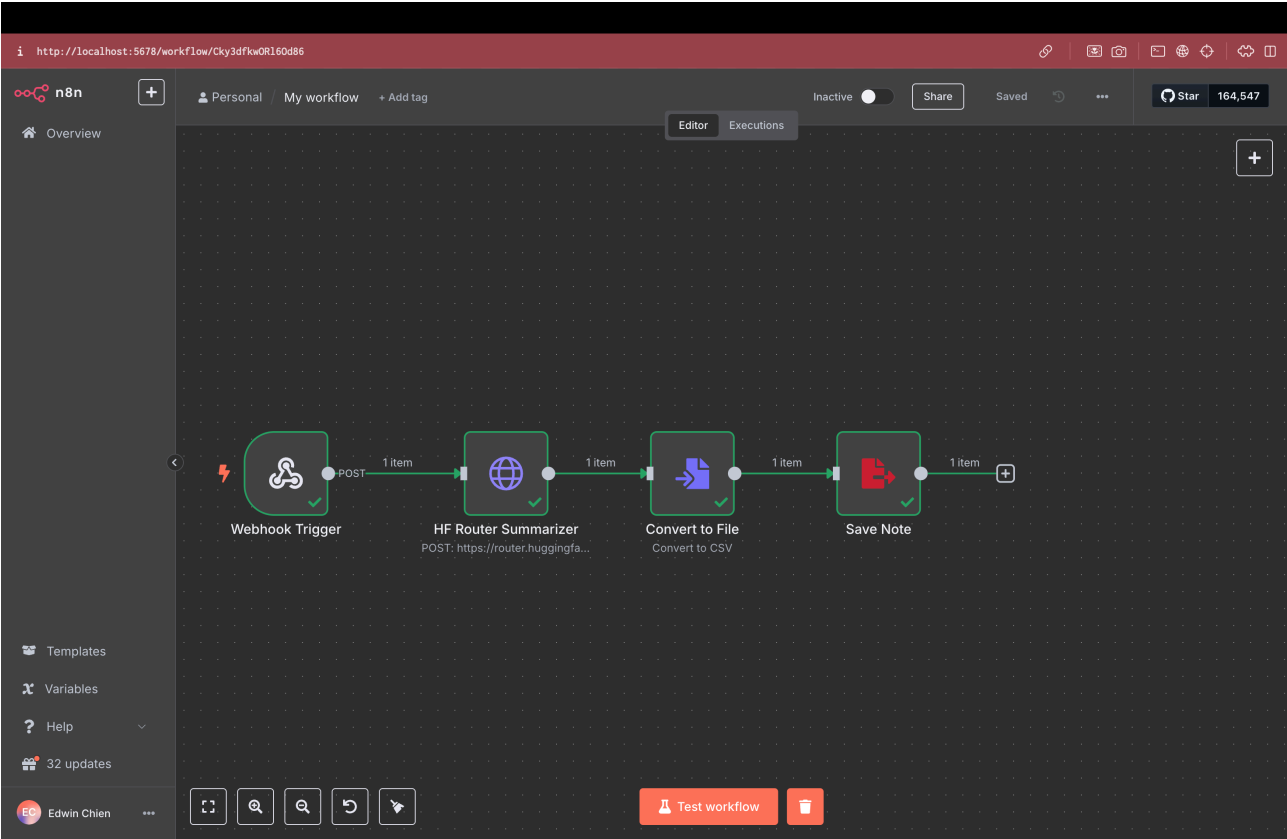 i http://localhost:5678/workflow/Cky3dfkwORl6Od86
n8n
+
Personal / My workflow + Add tag
Inactive
Share
Saved
•••
Star 164,547
Editor Executions
Overview
+
POST
1 item
1 item
1 item
1 item
Webhook Trigger
HF Router Summarizer
POST: https://router.huggingfa...
Convert to File
Convert to CSV
Save Note
Templates
Variables
Help
32 updates
EC Edwin Chien •••
Test workflow